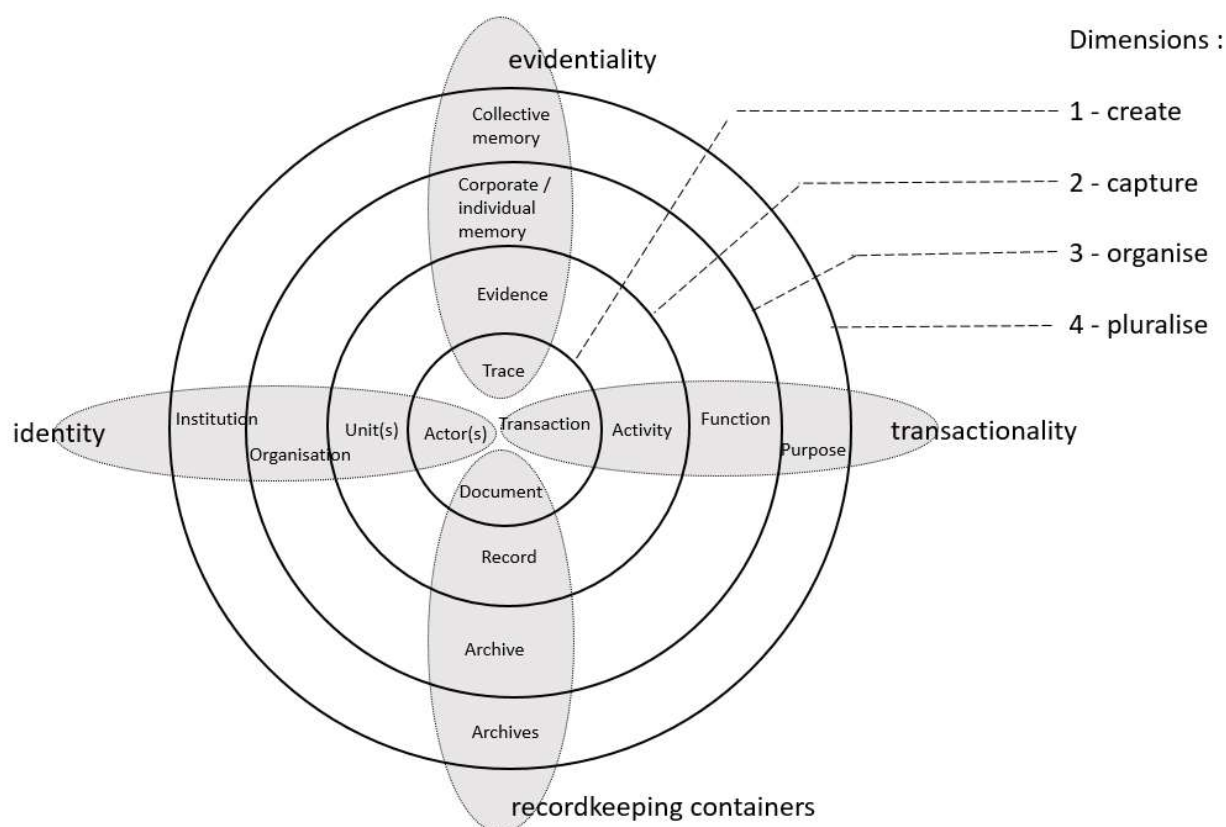 Dimensions :
evidentiality
1 - create
Collective
memory
2 - capture
Corporate /
individual
memory
3 - organise
Evidence
4 - pluralise
Trace
identity
Institution
Organisation
Unit(s)
Actor(s)
Transaction
Activity
Function
Purpose
transactionality
Document
Record
Archive
Archives
recordkeeping containers